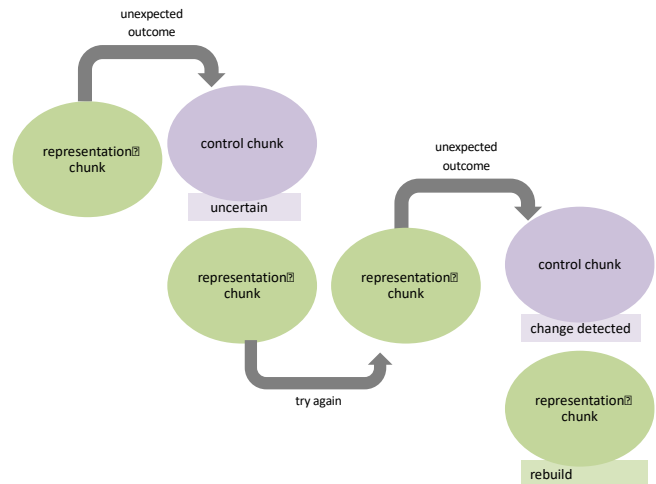 unexpected
outcome
representation
chunk
control chunk
uncertain
representation
chunk
try again
representation
chunk
unexpected
outcome
control chunk
change detected
representation
chunk
rebuild